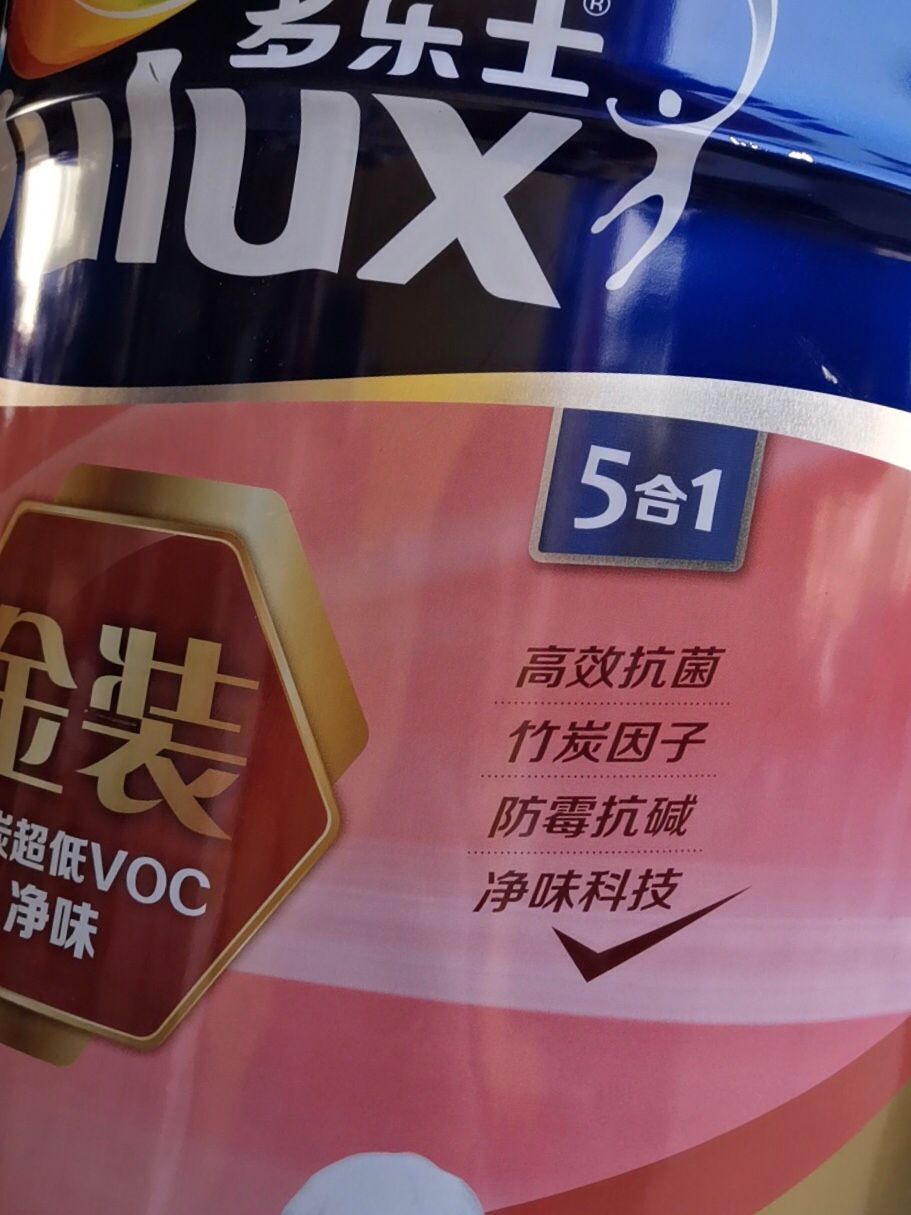 多乐士®
ulux
5合1
高效抗菌
竹炭因子
防霉抗碱
净味科技
金装
炭超低VOC
净味